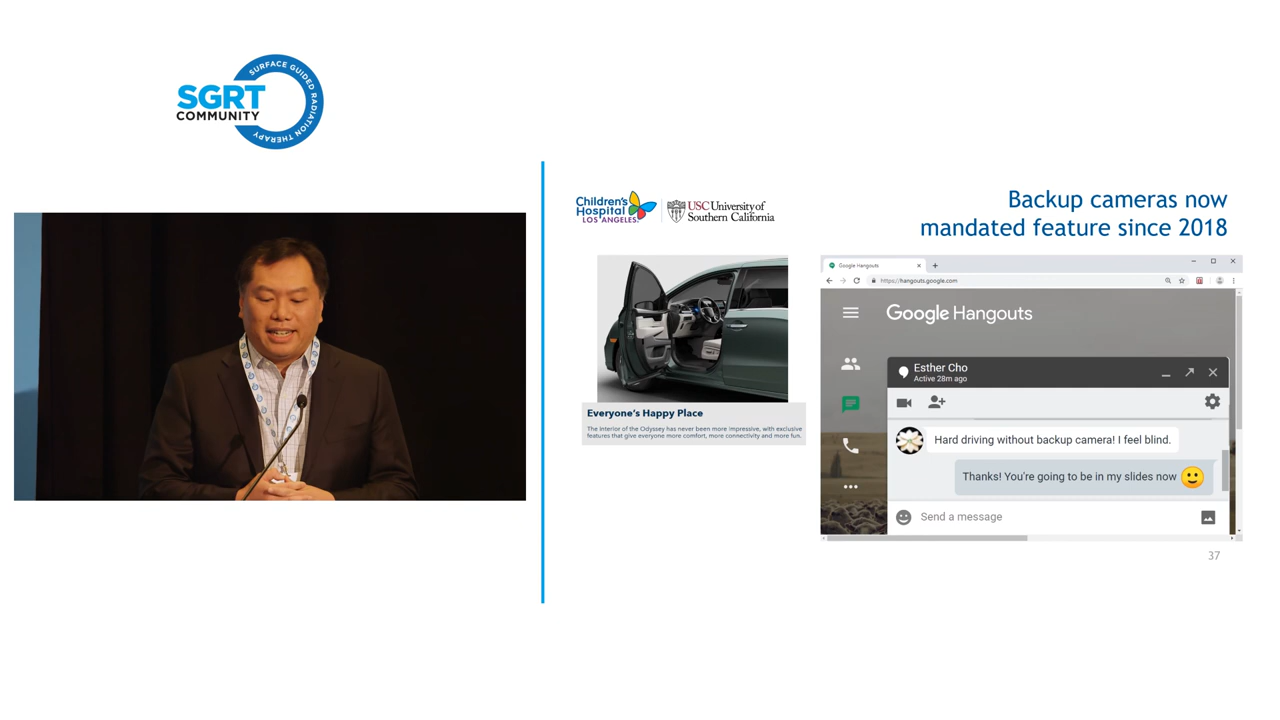 SURFACE GUIDED RADIATION THERAPY
SGRT
COMMUNITY
Children's
Hospital
LOS ANGELES.
USC University of
Southern California
Backup cameras now
mandated feature since 2018
Everyone's Happy Place
The interior of the Odyssey has never been more impressive, with exclusive
features that give everyone more comfort, more connectivity and more fun.
Google Hangouts
https://hangouts.google.com
Google Hangouts
Esther Cho
Active 28m ago
Hard driving without backup camera! I feel blind.
Thanks! You're going to be in my slides now
Send a message
37